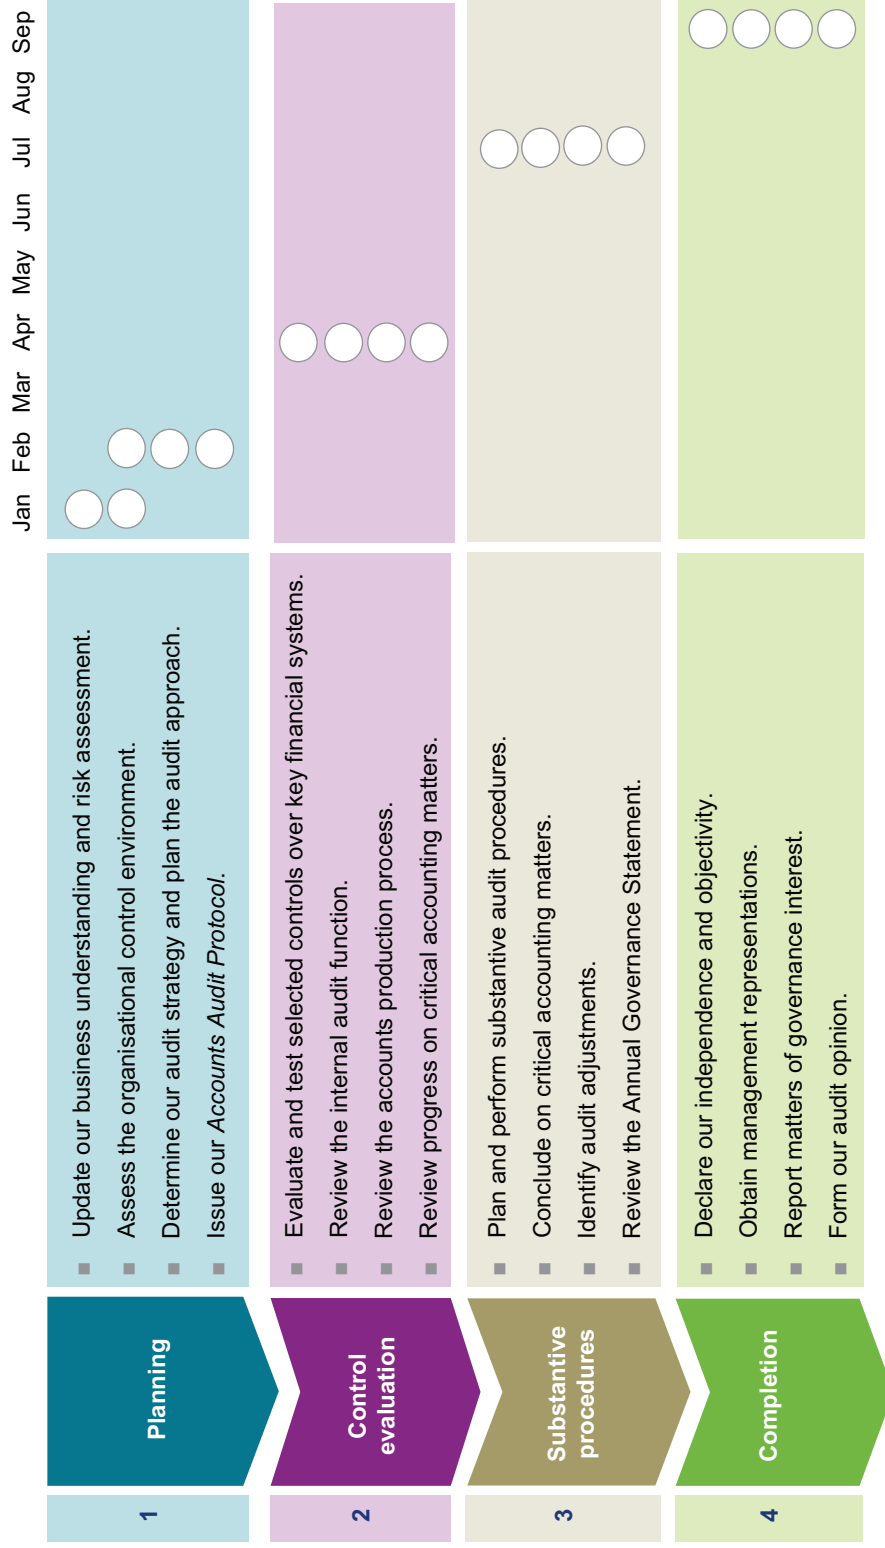 Jan Feb Mar Apr May Jun Jul Aug Sep
1
Planning
Update our business understanding and risk assessment.
Assess the organisational control environment.
Determine our audit strategy and plan the audit approach.
Issue our Accounts Audit Protocol.
2
Control
evaluation
Evaluate and test selected controls over key financial systems.
Review the internal audit function.
Review the accounts production process.
Review progress on critical accounting matters.
3
Substantive
procedures
Plan and perform substantive audit procedures.
Conclude on critical accounting matters.
Identify audit adjustments.
Review the Annual Governance Statement.
4
Completion
Declare our independence and objectivity.
Obtain management representations.
Report matters of governance interest.
Form our audit opinion.